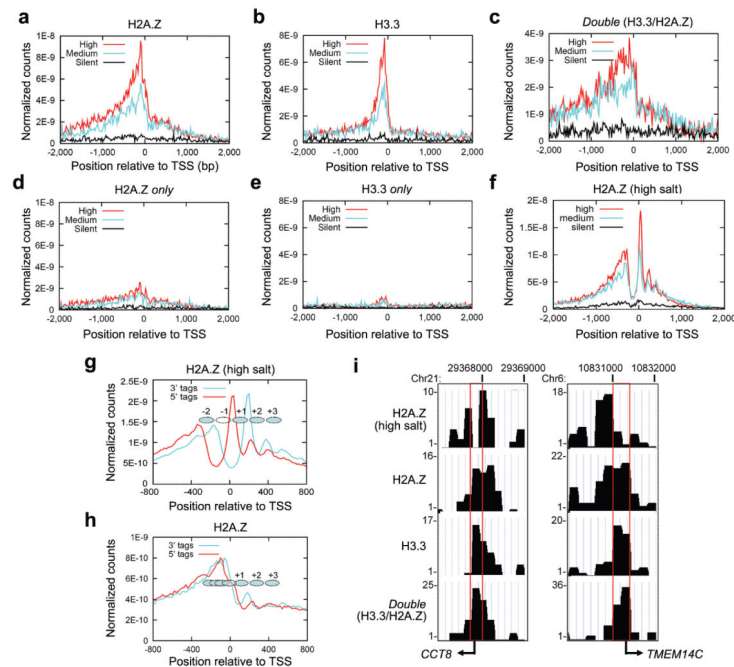 a
H2A.Z
Normalized counts
1E-8
8E-9
6E-9
4E-9
2E-9
0
High
Medium
Silent
-2,000 -1,000 0 1,000 2,000
Position relative to TSS (bp)
b
H3.3
Normalized counts
8E-9
6E-9
4E-9
2E-9
0
High
Medium
Silent
-2,000 -1,000 0 1,000 2,000
Position relative to TSS
c
Double (H3.3/H2A.Z)
Normalized counts
4E-9
3E-9
2E-9
1E-9
0
High
Medium
Silent
-2,000 -1,000 0 1,000 2,000
Position relative to TSS
d
H2A.Z only
Normalized counts
1E-8
8E-9
6E-9
4E-9
2E-9
0
High
Medium
Silent
-2,000 -1,000 0 1,000 2,000
Position relative to TSS
e
H3.3 only
Normalized counts
8E-9
6E-9
4E-9
2E-9
0
High
Medium
Silent
-2,000 -1,000 0 1,000 2,000
Position relative to TSS
f
H2A.Z (high salt)
Normalized counts
2E-8
1.5E-8
1E-8
5E-9
0
high
medium
silent
-2,000 -1,000 0 1,000 2,000
Position relative to TSS
g
H2A.Z (high salt)
Normalized counts
2.5E-9
2E-9
1.5E-9
1E-9
5E-10
0
3' tags
5' tags
-2 -1 +1 +2 +3
-800 -400 0 400 800
Position relative to TSS
h
H2A.Z
Normalized counts
1E-9
8E-10
6E-10
4E-10
2E-10
0
3' tags
5' tags
+1 +2 +3
-800 -400 0 400 800
Position relative to TSS
i
29368000 29369000
Chr21:
10831000 10832000
Chr6:
H2A.Z
(high salt)
10
1
18
1
H2A.Z
16
1
22
1
H3.3
17
1
20
1
Double
(H3.3/H2A.Z)
25
1
36
1
CCT8
TMEM14C